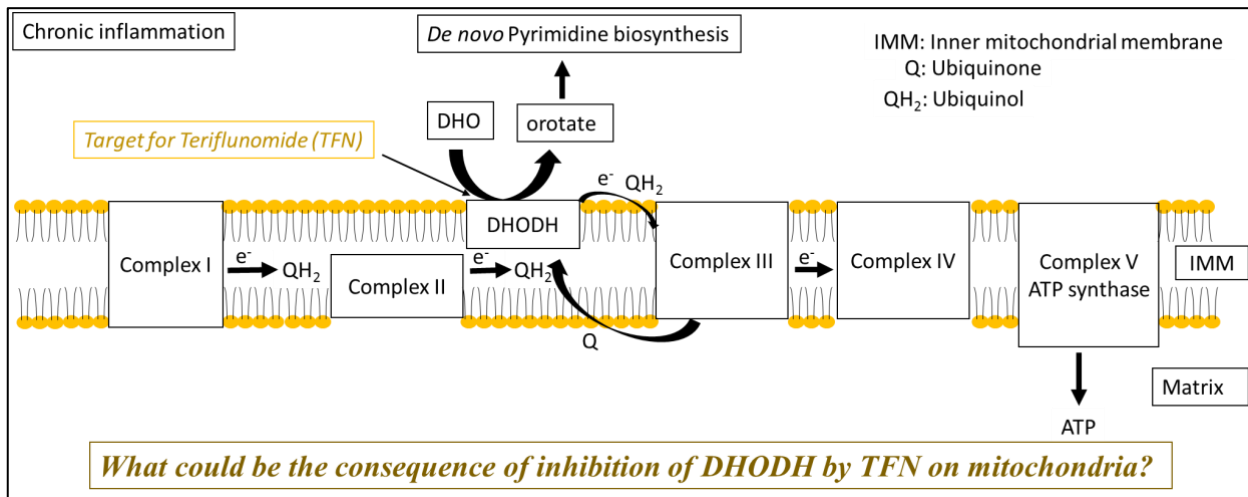 Chronic inflammation
De novo Pyrimidine biosynthesis
IMM: Inner mitochondrial membrane
Q: Ubiquinone
QH₂: Ubiquinol
DHO
orotate
Target for Teriflunomide (TFN)
e⁻
QH₂
DHODH
Complex I
e⁻
QH₂
Complex II
e⁻
QH₂
Complex III
e⁻
Complex IV
Complex V
ATP synthase
IMM
Q
Matrix
ATP
What could be the consequence of inhibition of DHODH by TFN on mitochondria?